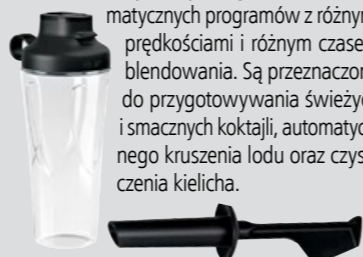 matycznych programów z różnym
prędkościami i różnym czase
blendowania. Są przeznaczon
do przygotowywania świeżyc
i smacznych koktajli, automatyc
nego kruszenia lodu oraz czys
czenia kielicha.